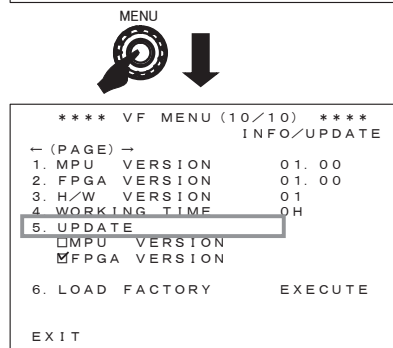 MENU
**** VF MENU(10/10) ****
INFO/UPDATE
←(PAGE)→
1. MPU VERSION 01.00
2. FPGA VERSION 01.00
3. H/W VERSION 01
4 WORKING TIME 0H
5. UPDATE
☐MPU VERSION
☑FPGA VERSION
6. LOAD FACTORY EXECUTE
EXIT